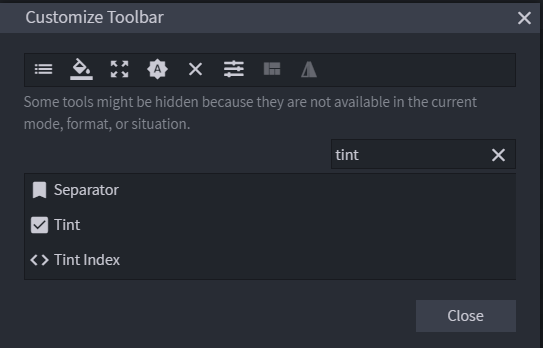 Customize Toolbar
A
Some tools might be hidden because they are not available in the current
mode, format, or situation.
tint
Separator
Tint
Tint Index
Close